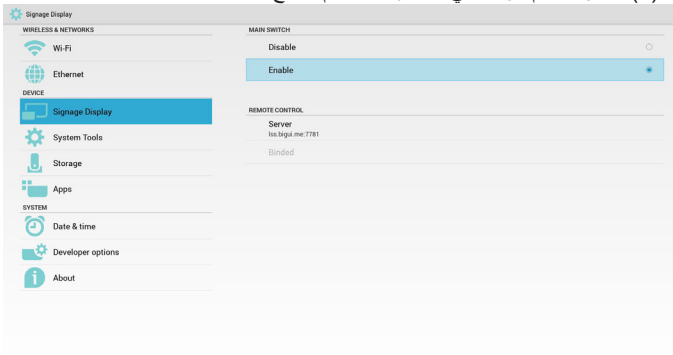 Signage Display
WIRELESS & NETWORKS
Wi-Fi
Ethernet
DEVICE
Signage Display
System Tools
Storage
Apps
SYSTEM
Date & time
Developer options
About
MAIN SWITCH
Disable
Enable
REMOTE CONTROL
Server
lss.bigui.me:7781
Binded